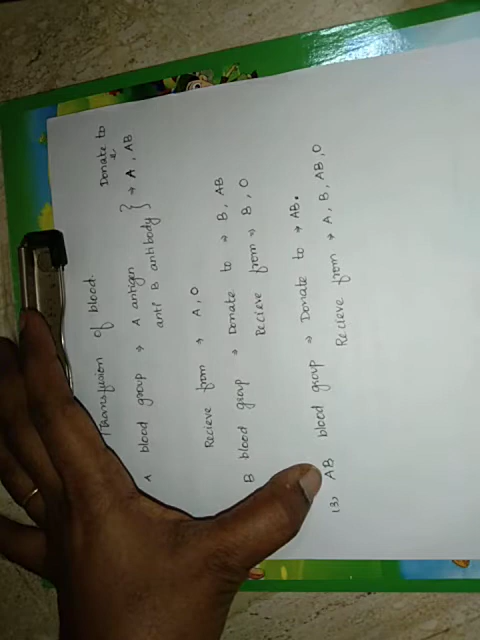 Transfusion of blood.
Donate to
A blood group → A antigen } → A, AB
anti B antibody
Recieve from → A, O
B blood group → Donate to ⇒ B, AB
Recieve from ⇒ B, O
(3) AB blood group ⇒ Donate to → AB.
Recieve from → A, B, AB, O